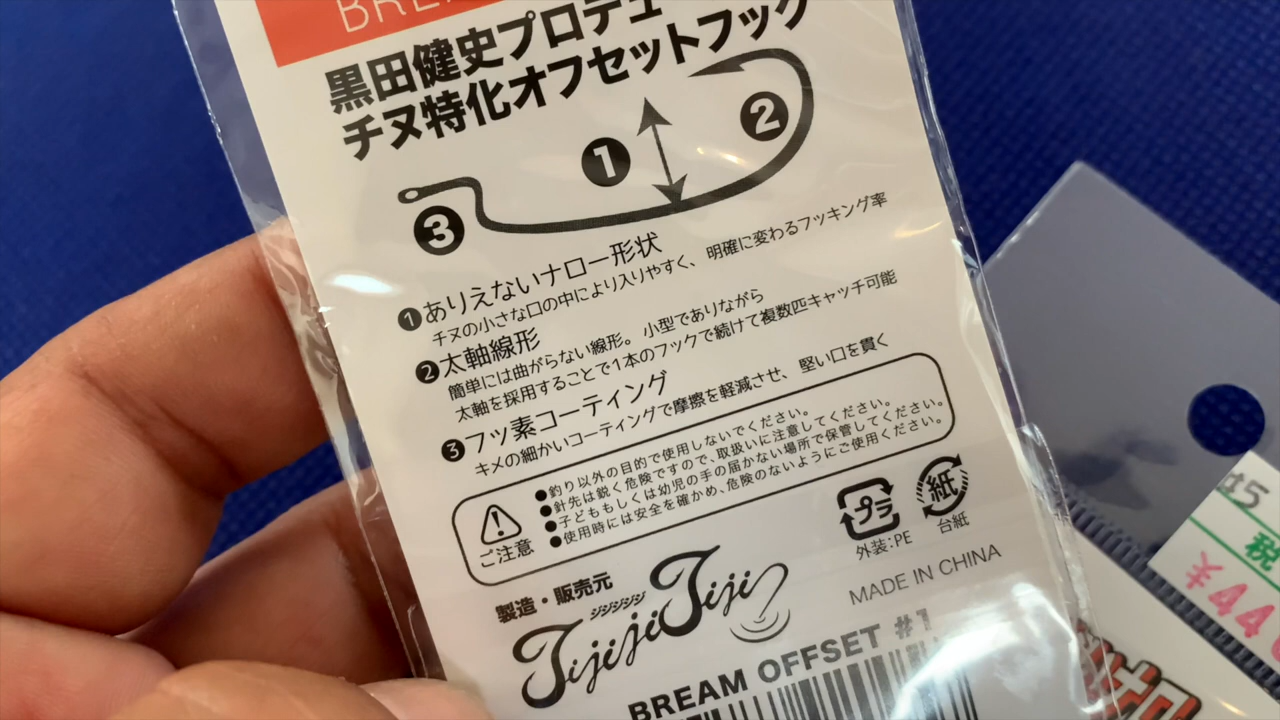 BRE
黒田健史プロデュ
チヌ特化オフセットフック
1
2
3
❶ありえないナロー形状
チヌの小さな口の中により入りやすく、明確に変わるフッキング率
❷太軸線形
簡単には曲がらない線形。小型でありながら
太軸を採用することで1本のフックで続けて複数匹キャッチ可能
❸フッ素コーティング
キメの細かいコーティングで摩擦を軽減させ、堅い口を貫く
ご注意
●釣り以外の目的で使用しないでください。
●針先は鋭く危険ですので、取扱いに注意してください。
●子どももしくは幼児の手の届かない場所で保管してください。
●使用時には安全を確かめ、危険のないようにご使用ください。
プラ
外装:PE
紙
台紙
製造・販売元
ジジジジジ
JijijiJiji
MADE IN CHINA
BREAM OFFSET #1
#5
税
¥44